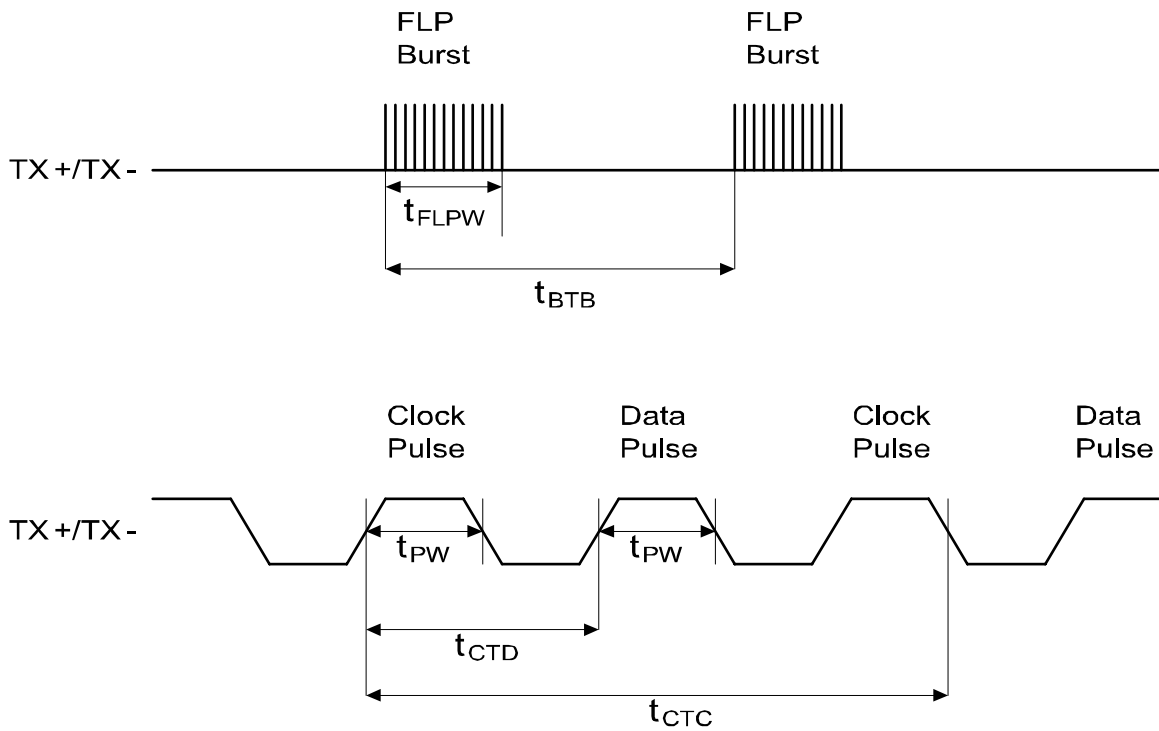 FLP Burst
FLP Burst
TX+/TX-
tFLPW
tBTB
Clock Pulse
Data Pulse
Clock Pulse
Data Pulse
TX+/TX-
tPW
tPW
tCTD
tCTC